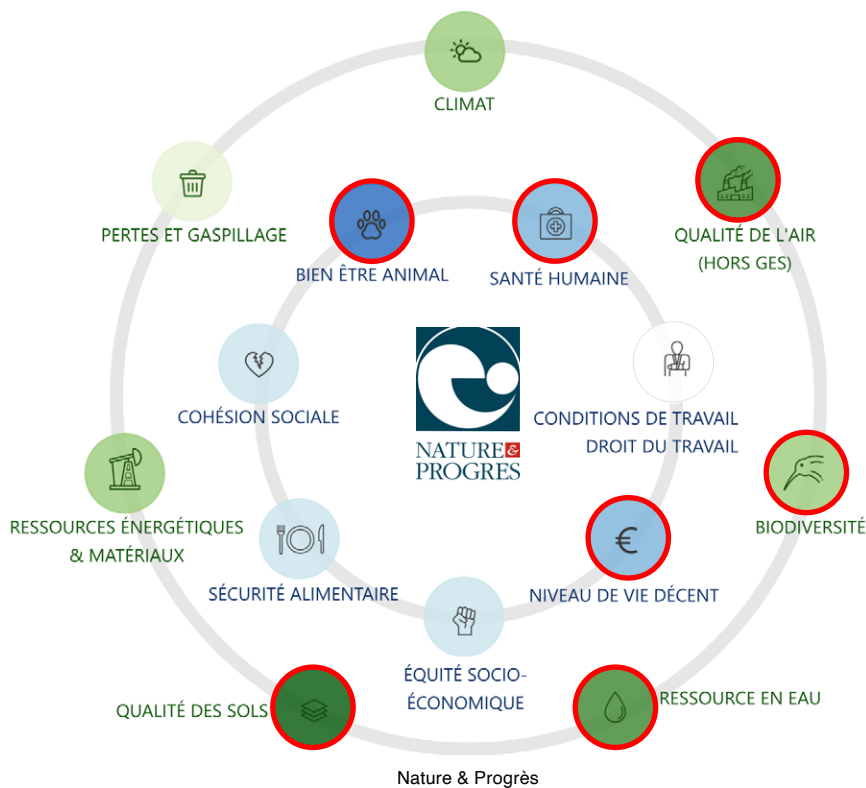 CLIMAT
PERTES ET GASPILLAGE
QUALITÉ DE L'AIR
(HORS GES)
BIEN ÊTRE ANIMAL
SANTÉ HUMAINE
COHÉSION SOCIALE
CONDITIONS DE TRAVAIL
DROIT DU TRAVAIL
NATURE &
PROGRES
RESSOURCES ÉNERGÉTIQUES
& MATÉRIAUX
BIODIVERSITÉ
€
SÉCURITÉ ALIMENTAIRE
NIVEAU DE VIE DÉCENT
ÉQUITÉ SOCIO-
ÉCONOMIQUE
QUALITÉ DES SOLS
RESSOURCE EN EAU
Nature & Progrès